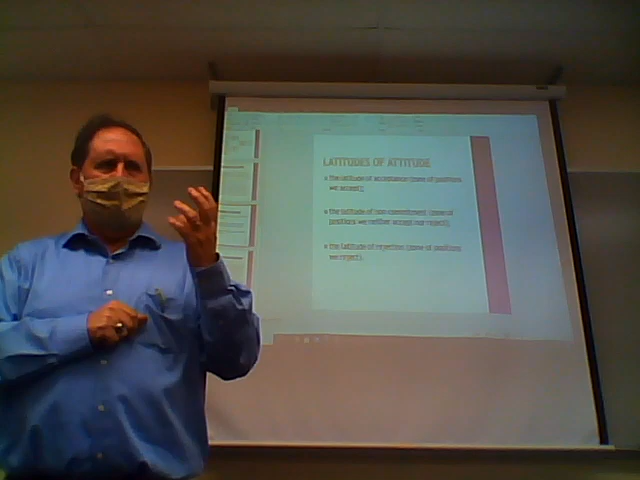 LATITUDES OF ATTITUDE
the latitude of acceptance (zone of positions
we accept);
the latitude of non-commitment (zone of
positions we neither accept nor reject);
the latitude of rejection (zone of positions
we reject).